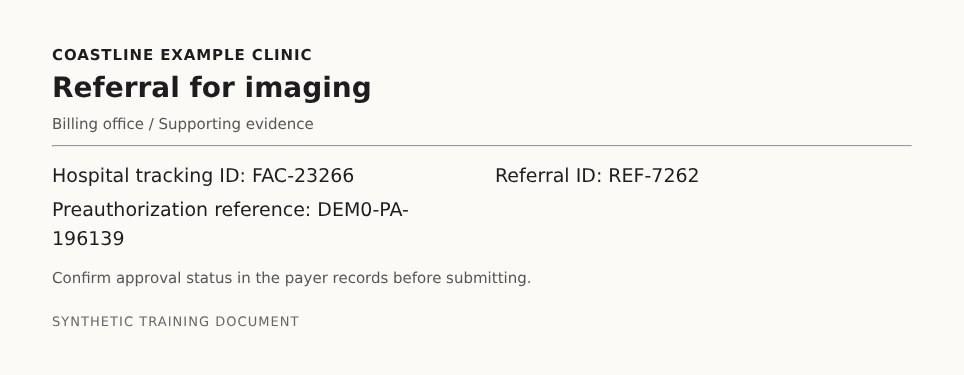 COASTLINE EXAMPLE CLINIC
Referral for imaging
Billing office / Supporting evidence
Hospital tracking ID: FAC-23266
Referral ID: REF-7262
Preauthorization reference: DEM0-PA-
196139
Confirm approval status in the payer records before submitting.
SYNTHETIC TRAINING DOCUMENT